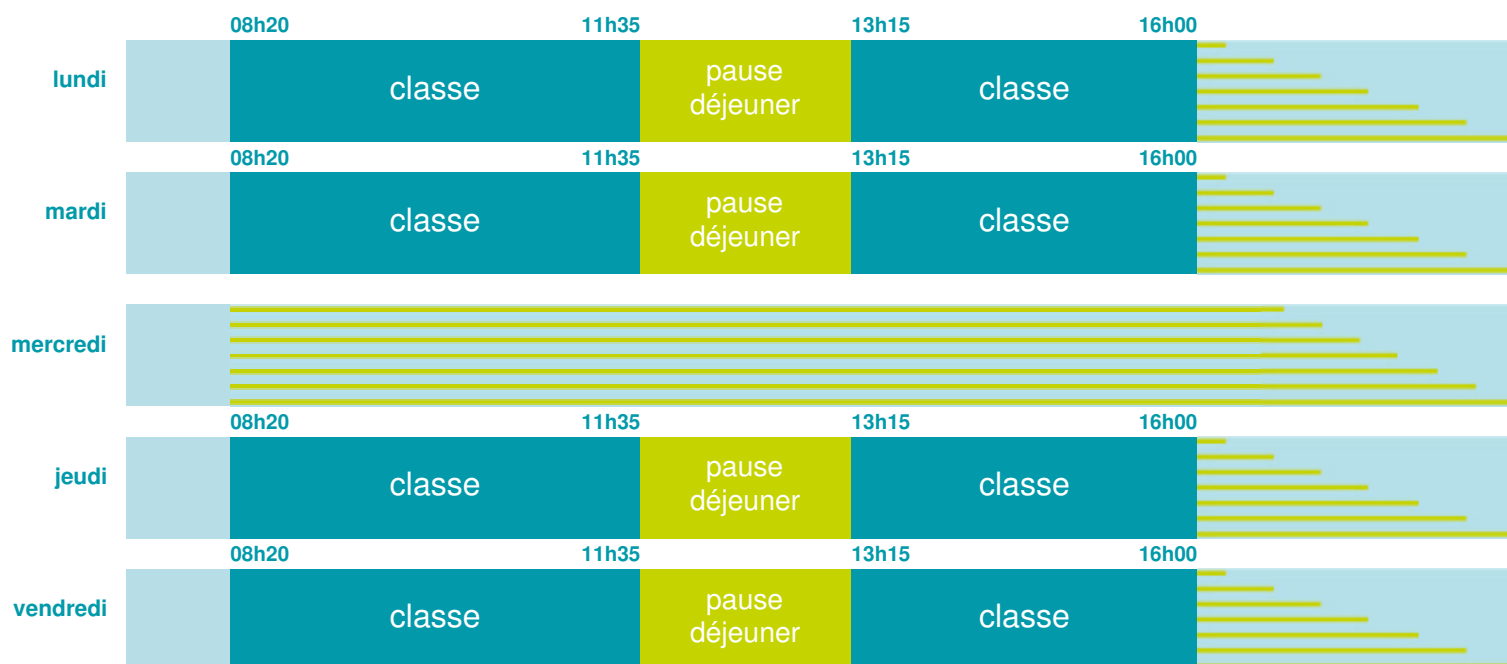 08h20 11h35 13h15 16h00
lundi classe pause déjeuner classe
08h20 11h35 13h15 16h00
mardi classe pause déjeuner classe
mercredi
08h20 11h35 13h15 16h00
jeudi classe pause déjeuner classe
08h20 11h35 13h15 16h00
vendredi classe pause déjeuner classe